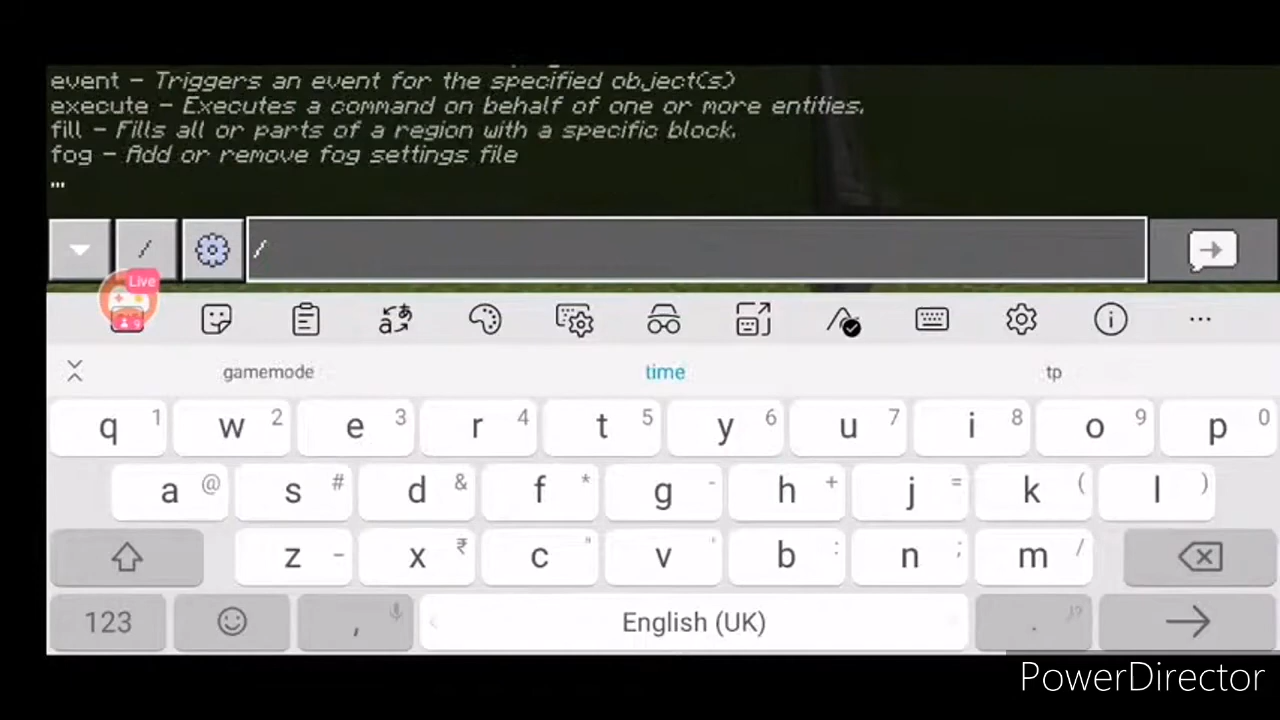 event – Triggers an event for the specified object(s)
execute – Executes a command on behalf of one or more entities.
fill – Fills all or parts of a region with a specific block.
fog – Add or remove fog settings file
...
/ /
Live
9
gamemode time tp
q 1 w 2 e 3 r 4 t 5 y 6 u 7 i 8 o 9 p 0
a @ s # d & f * g - h + j = k ( l )
z – x ₹ c " v ' b : n ; m /
123 , English (UK) . !?
PowerDirector